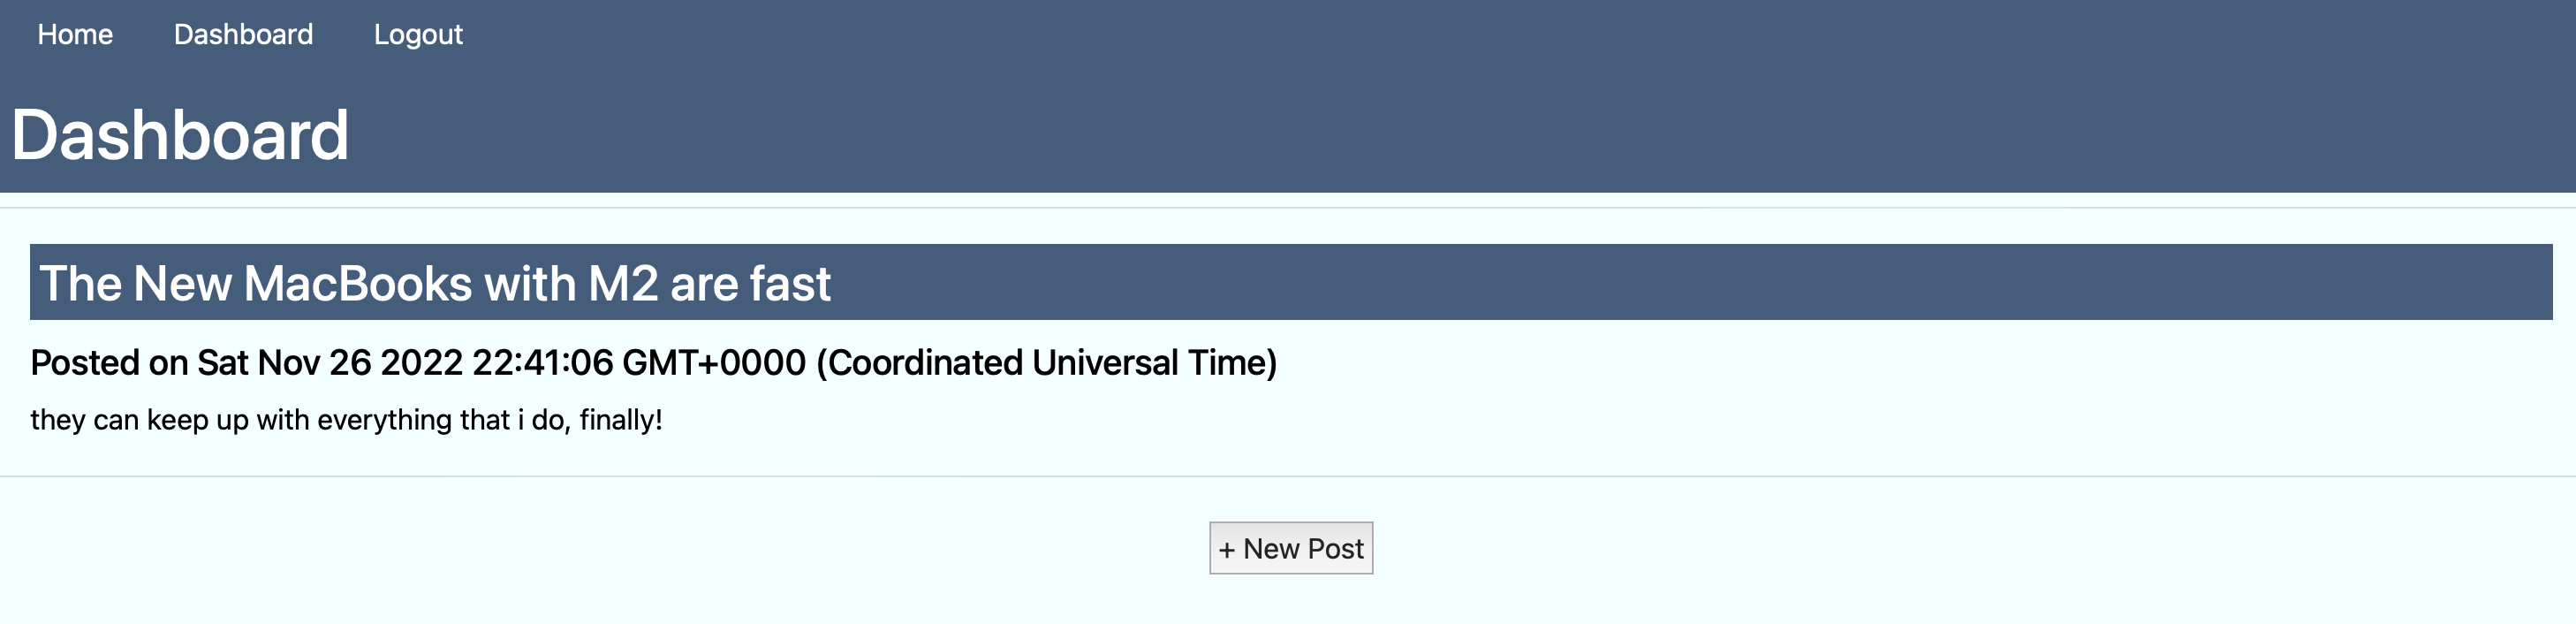 Home Dashboard Logout
Dashboard
The New MacBooks with M2 are fast
Posted on Sat Nov 26 2022 22:41:06 GMT+0000 (Coordinated Universal Time)
they can keep up with everything that i do, finally!
+ New Post